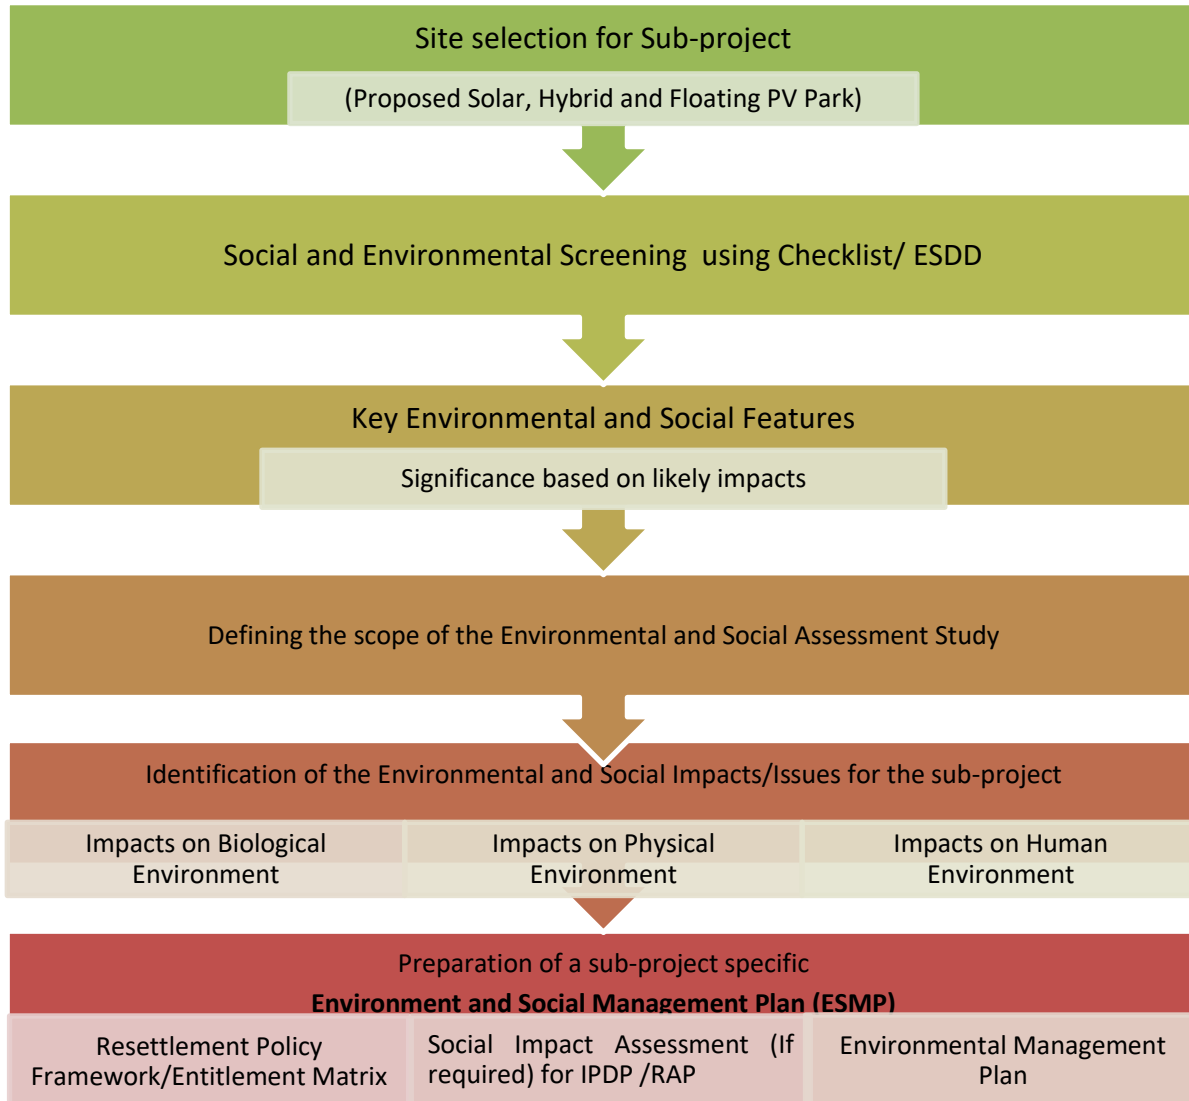 Site selection for Sub-project
(Proposed Solar, Hybrid and Floating PV Park)
Social and Environmental Screening using Checklist/ ESDD
Key Environmental and Social Features
Significance based on likely impacts
Defining the scope of the Environmental and Social Assessment Study
Identification of the Environmental and Social Impacts/Issues for the sub-project
Impacts on Biological
Environment
Impacts on Physical
Environment
Impacts on Human
Environment
Preparation of a sub-project specific
Environment and Social Management Plan (ESMP)
Resettlement Policy
Framework/Entitlement Matrix
Social Impact Assessment (If
required) for IPDP /RAP
Environmental Management
Plan